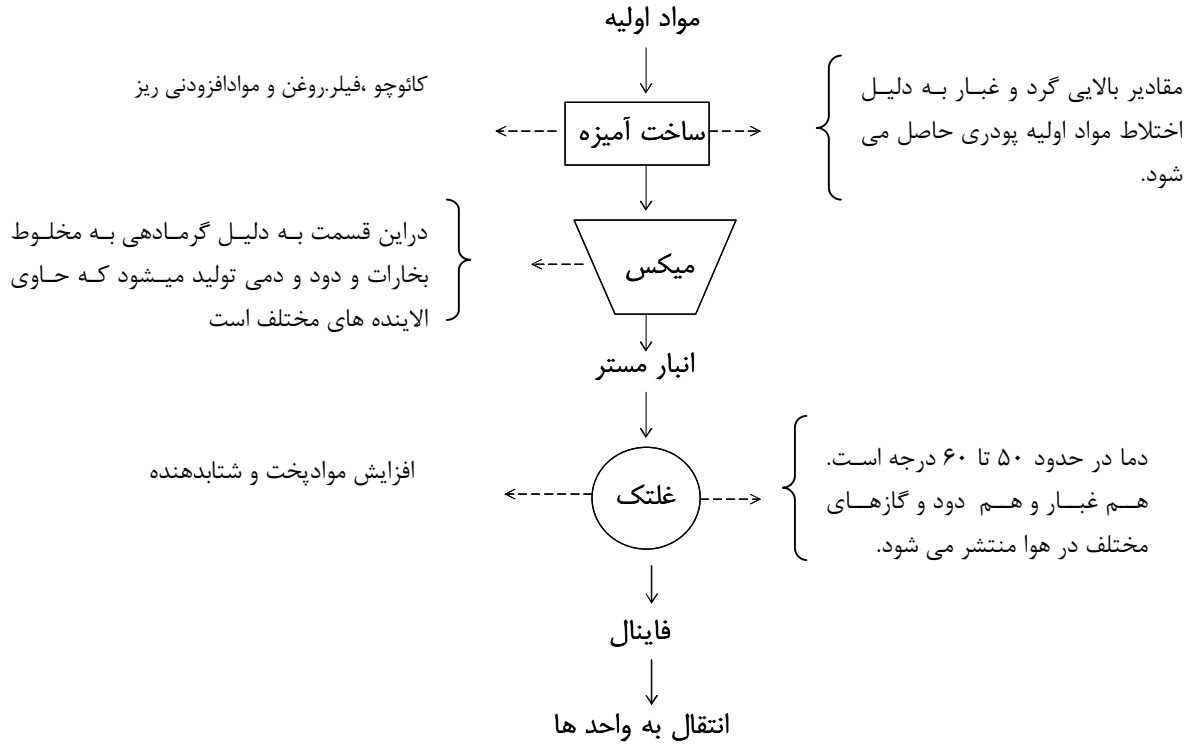 مواد اولیه
کائوچو ،فیلر.روغن و موادافزودنی ریز
ساخت آمیزه
مقادیر بالایی گرد و غبار به دلیل
اختلاط مواد اولیه پودری حاصل می
شود.
میکس
دراین قسمت به دلیل گرمادهی به مخلوط
بخارات و دود و دمی تولید میشود که حاوی
الاینده های مختلف است
انبار مستر
غلتک
دما در حدود ۵۰ تا ۶۰ درجه است.
هم غبار و هم دود و گازهای
مختلف در هوا منتشر می شود.
افزایش موادپخت و شتابدهنده
فاینال
انتقال به واحد ها